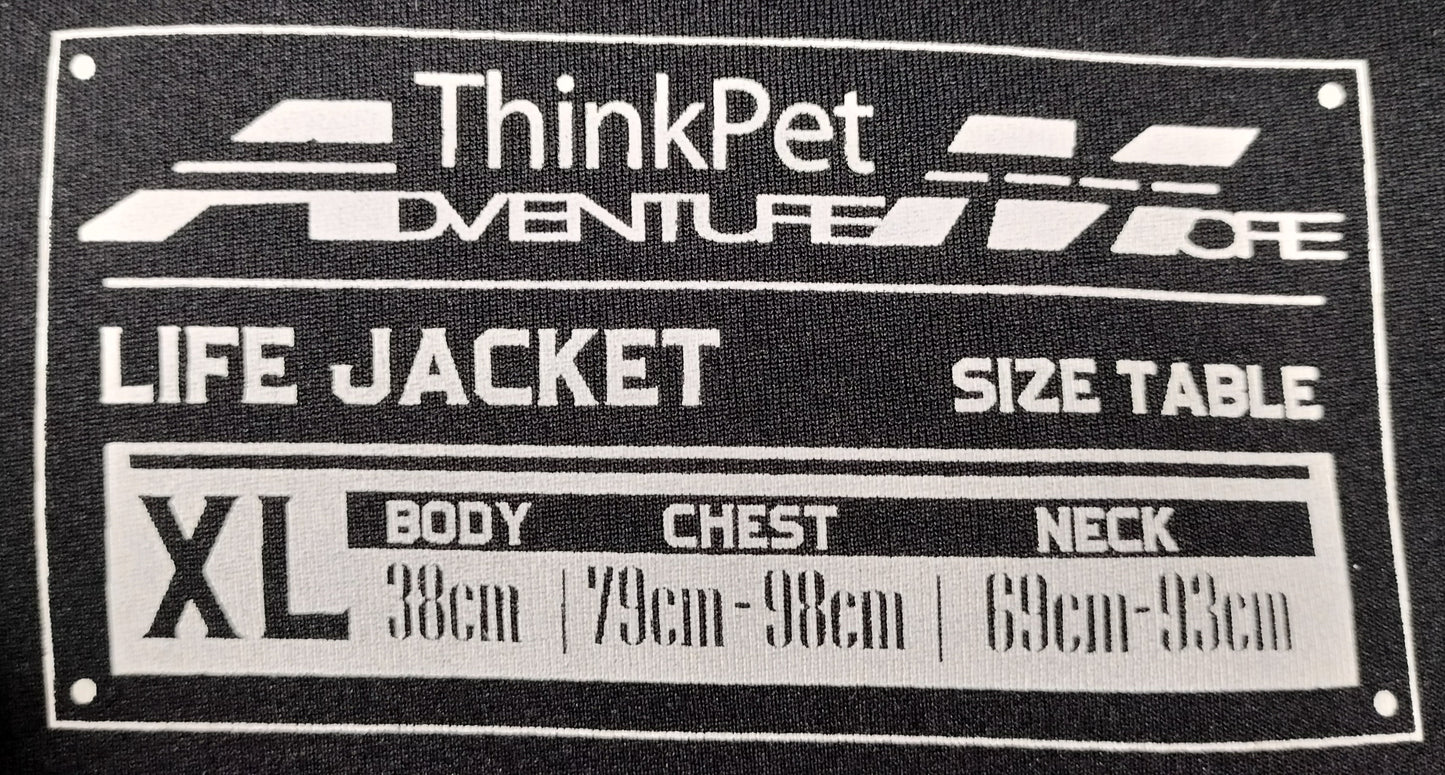 ThinkPet
ADVENTURE MORE
LIFE JACKET
SIZE TABLE
XL
BODY CHEST NECK
38cm | 79cm-98cm | 69cm-93cm